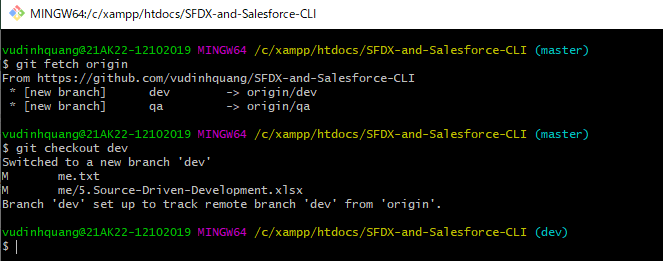 MINGW64:/c/xampp/htdocs/SFDX-and-Salesforce-CLI
vudinhquang@21AK22-12102019 MINGW64 /c/xampp/htdocs/SFDX-and-Salesforce-CLI (master)
$ git fetch origin
From https://github.com/vudinhquang/SFDX-and-Salesforce-CLI
 * [new branch]      dev        -> origin/dev
 * [new branch]      qa         -> origin/qa
vudinhquang@21AK22-12102019 MINGW64 /c/xampp/htdocs/SFDX-and-Salesforce-CLI (master)
$ git checkout dev
Switched to a new branch 'dev'
M       me.txt
M       me/5.Source-Driven-Development.xlsx
Branch 'dev' set up to track remote branch 'dev' from 'origin'.
vudinhquang@21AK22-12102019 MINGW64 /c/xampp/htdocs/SFDX-and-Salesforce-CLI (dev)
$